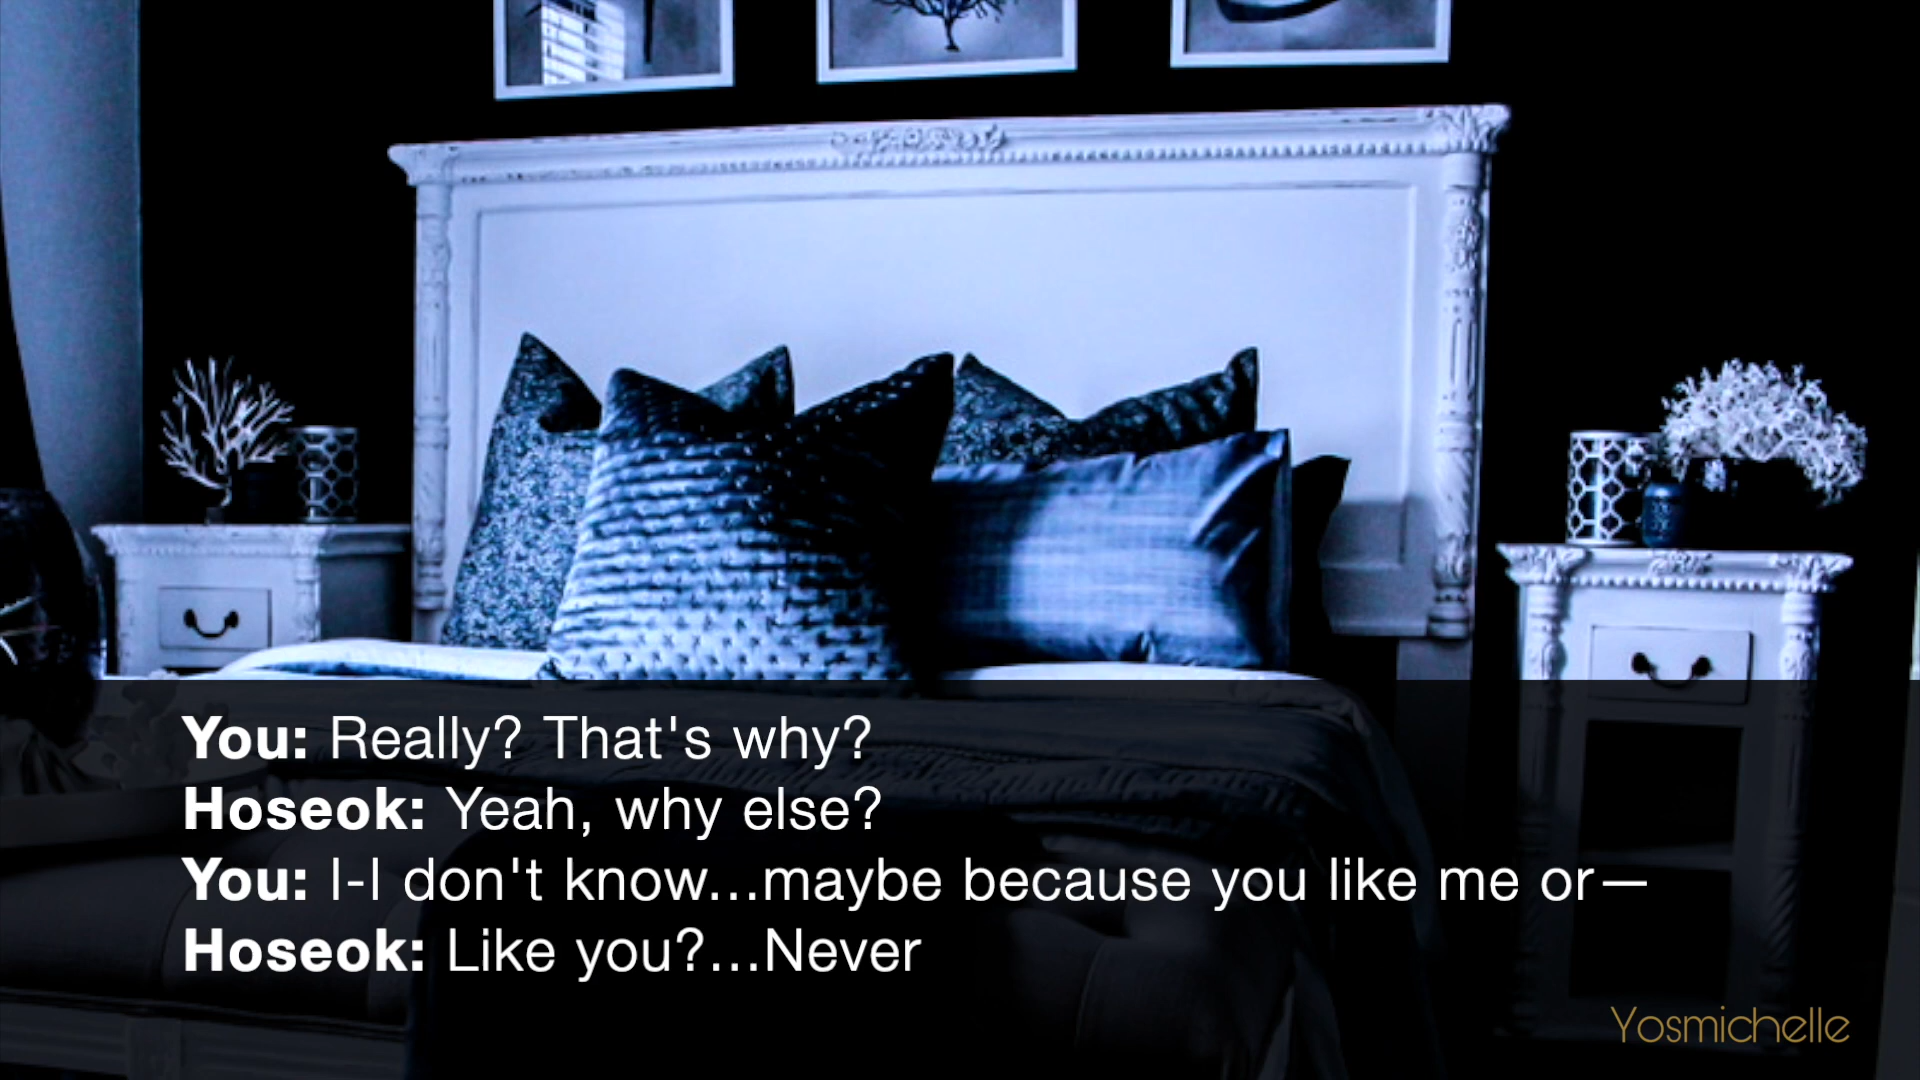 You: Really? That's why?
Hoseok: Yeah, why else?
You: I-I don't know...maybe because you like me or—
Hoseok: Like you?...Never
Yosmichelle